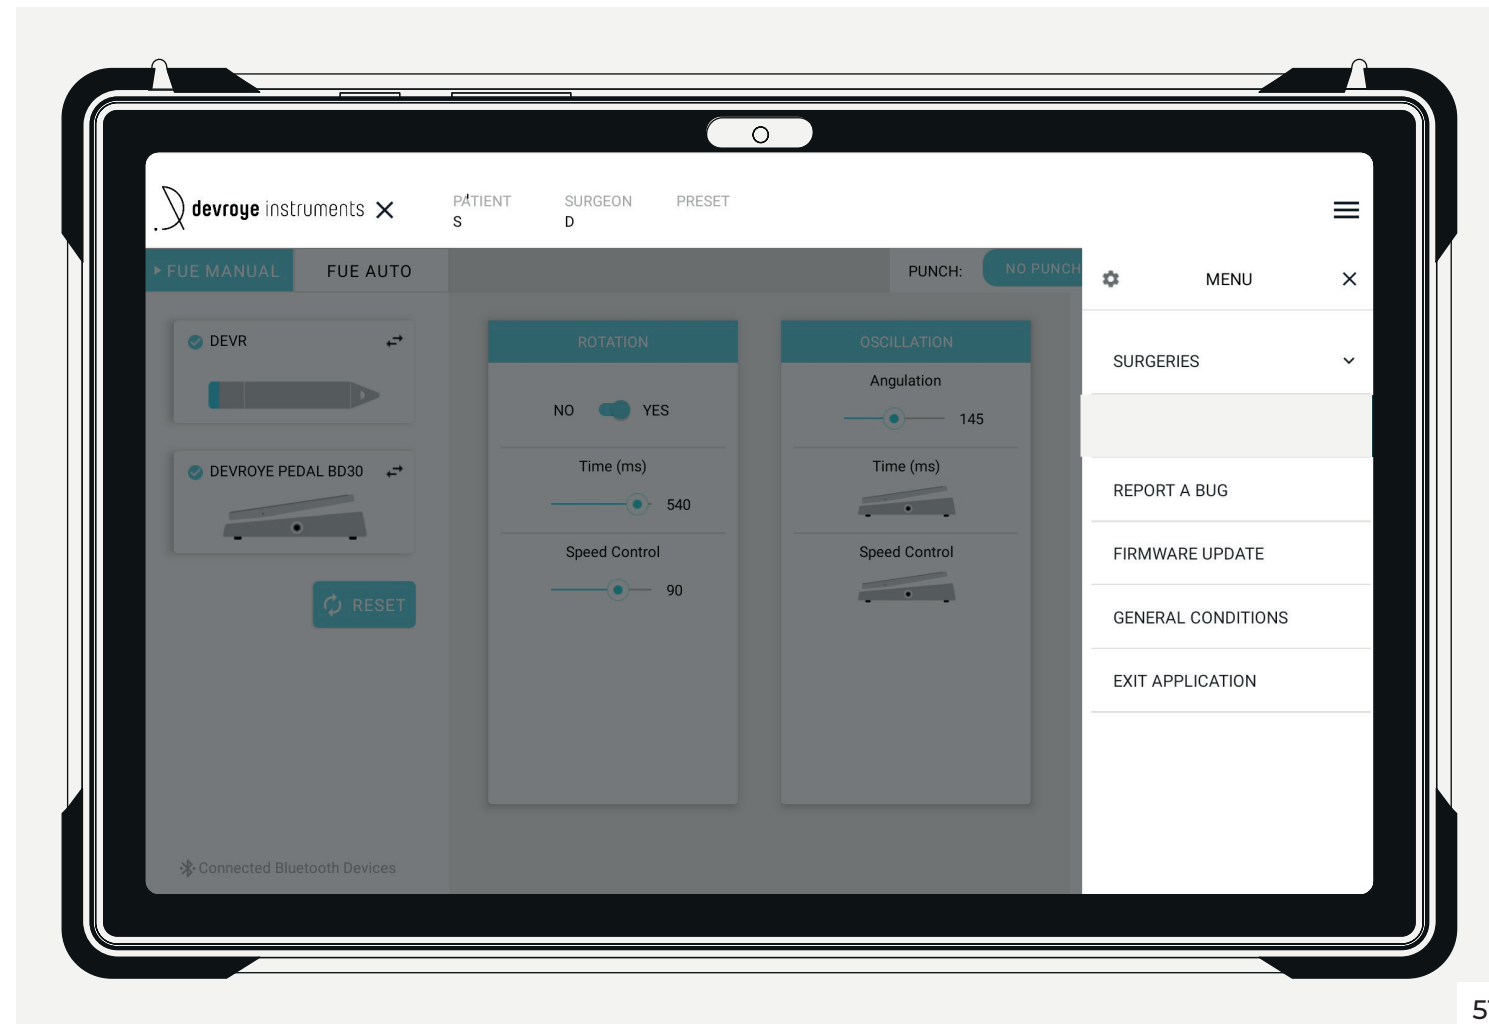 devroye instruments
PATIENT SURGEON PRESET
S D
FUE MANUAL FUE AUTO PUNCH: NO PUNCH
MENU
DEVR
ROTATION
OSCILLATION
SURGERIES
Angulation
NO YES
145
DEVROYE PEDAL BD30
Time (ms)
Time (ms)
REPORT A BUG
540
Speed Control
Speed Control
FIRMWARE UPDATE
90
RESET
GENERAL CONDITIONS
EXIT APPLICATION
Connected Bluetooth Devices